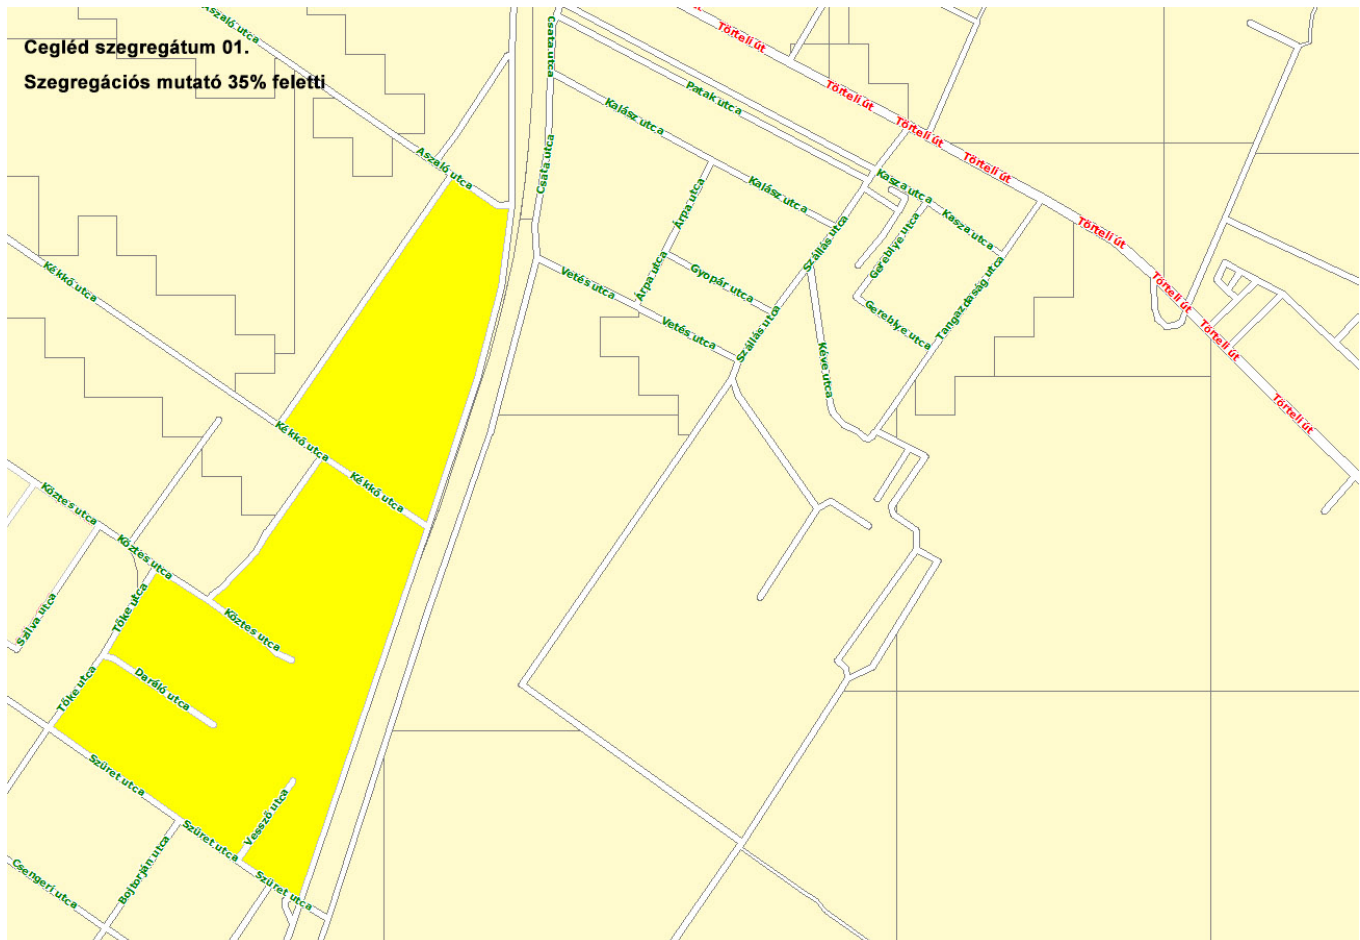 Cegléd szegregátum 01.
Szegregációs mutató 35% feletti
Aszaló utca
Csata utca
Törteli út
Patak utca
Törteli út
Kalász utca
Törteli út
Csata utca
Aszaló utca
Törteli út
Kalász utca
Kasza utca
Árpa utca
Kasza utca
Szállás utca
Gereblye utca
Törteli út
Kékkő utca
Vetés utca
Árpa utca
Gyopár utca
Tangazdaság utca
Törteli út
Gereblye utca
Vetés utca
Szállás utca
Törteli út
Kéve utca
Törteli út
Kékkő utca
Kékkő utca
Köztes utca
Köztes utca
Szilva utca
Tőke utca
Köztes utca
Tőke utca
Daráló utca
Szüret utca
Szüret utca
Vessző utca
Bojtorján utca
Csengeri utca
Szüret utca